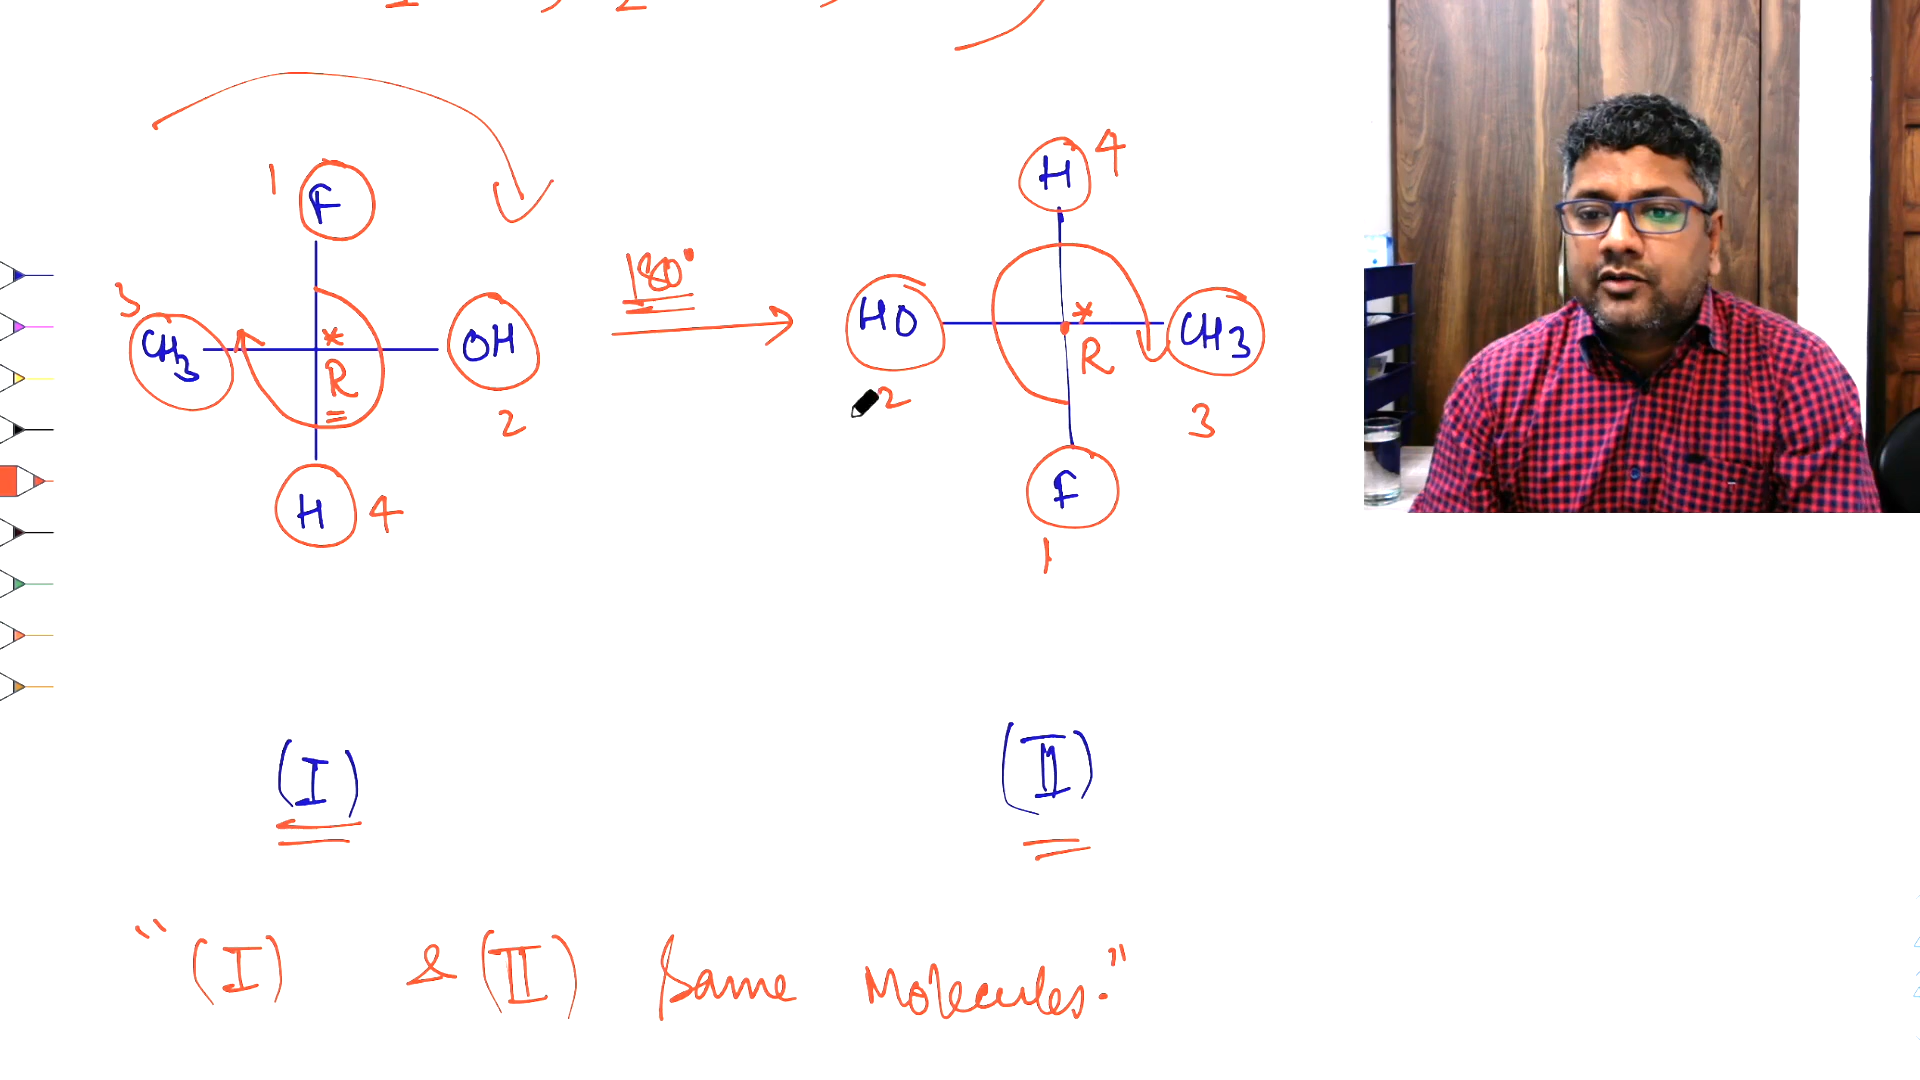 1 F
H 4
180°
3 CH3 * OH
HO * CH3
R
R
2
2
3
H 4
F
1
(I)
(II)
"(I) & (II) Same Molecules."